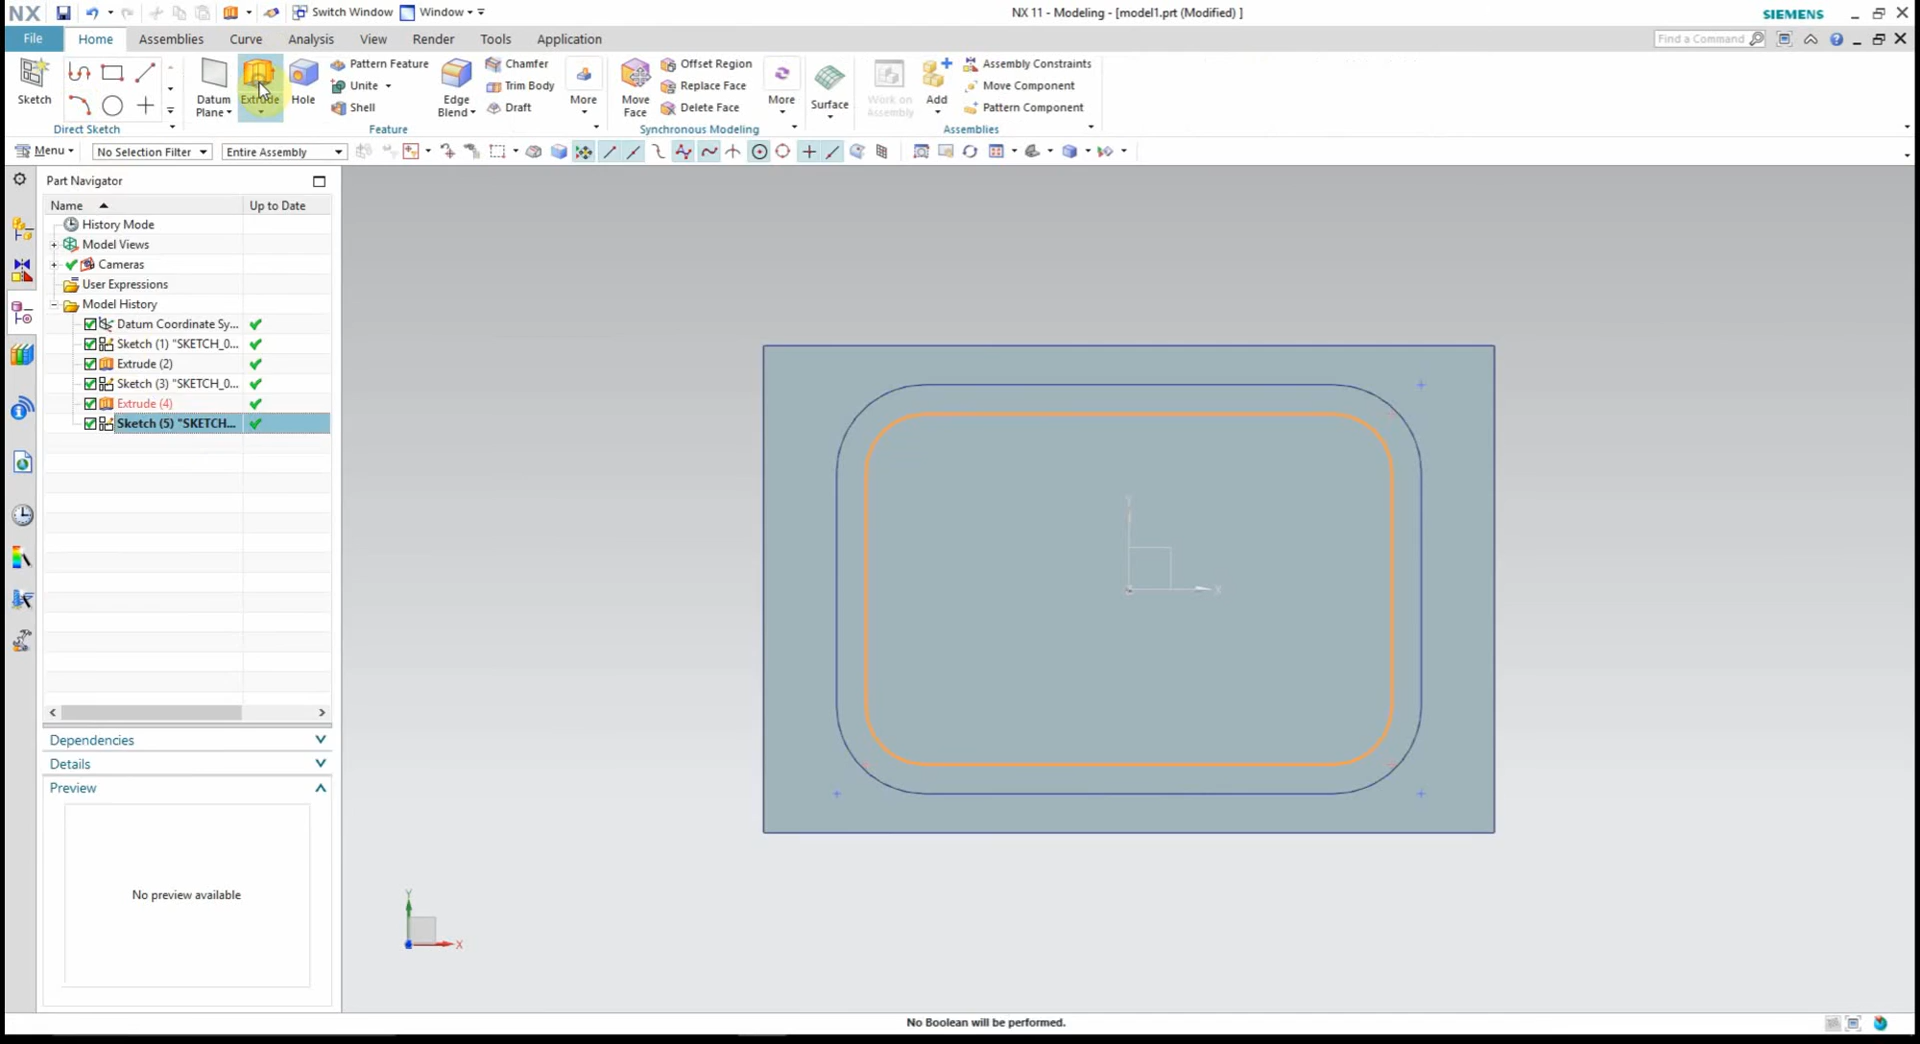 NX Switch Window Window NX 11 - Modeling - [model1.prt (Modified) ] SIEMENS
File Home Assemblies Curve Analysis View Render Tools Application Find a Command
Sketch Datum Plane Extrude Hole Pattern Feature Unite Shell Edge Blend Chamfer Trim Body Draft More Move Face Offset Region Replace Face Delete Face More Surface Work on Assembly Add Assembly Constraints Move Component Pattern Component
Direct Sketch Feature Synchronous Modeling Assemblies
Menu No Selection Filter Entire Assembly
Part Navigator
Name Up to Date
History Mode
Model Views
Cameras
User Expressions
Model History
Datum Coordinate Sy...
Sketch (1) "SKETCH_0...
Extrude (2)
Sketch (3) "SKETCH_0...
Extrude (4)
Sketch (5) "SKETCH...
Dependencies
Details
Preview
No preview available
Y
X
Y
X
No Boolean will be performed.